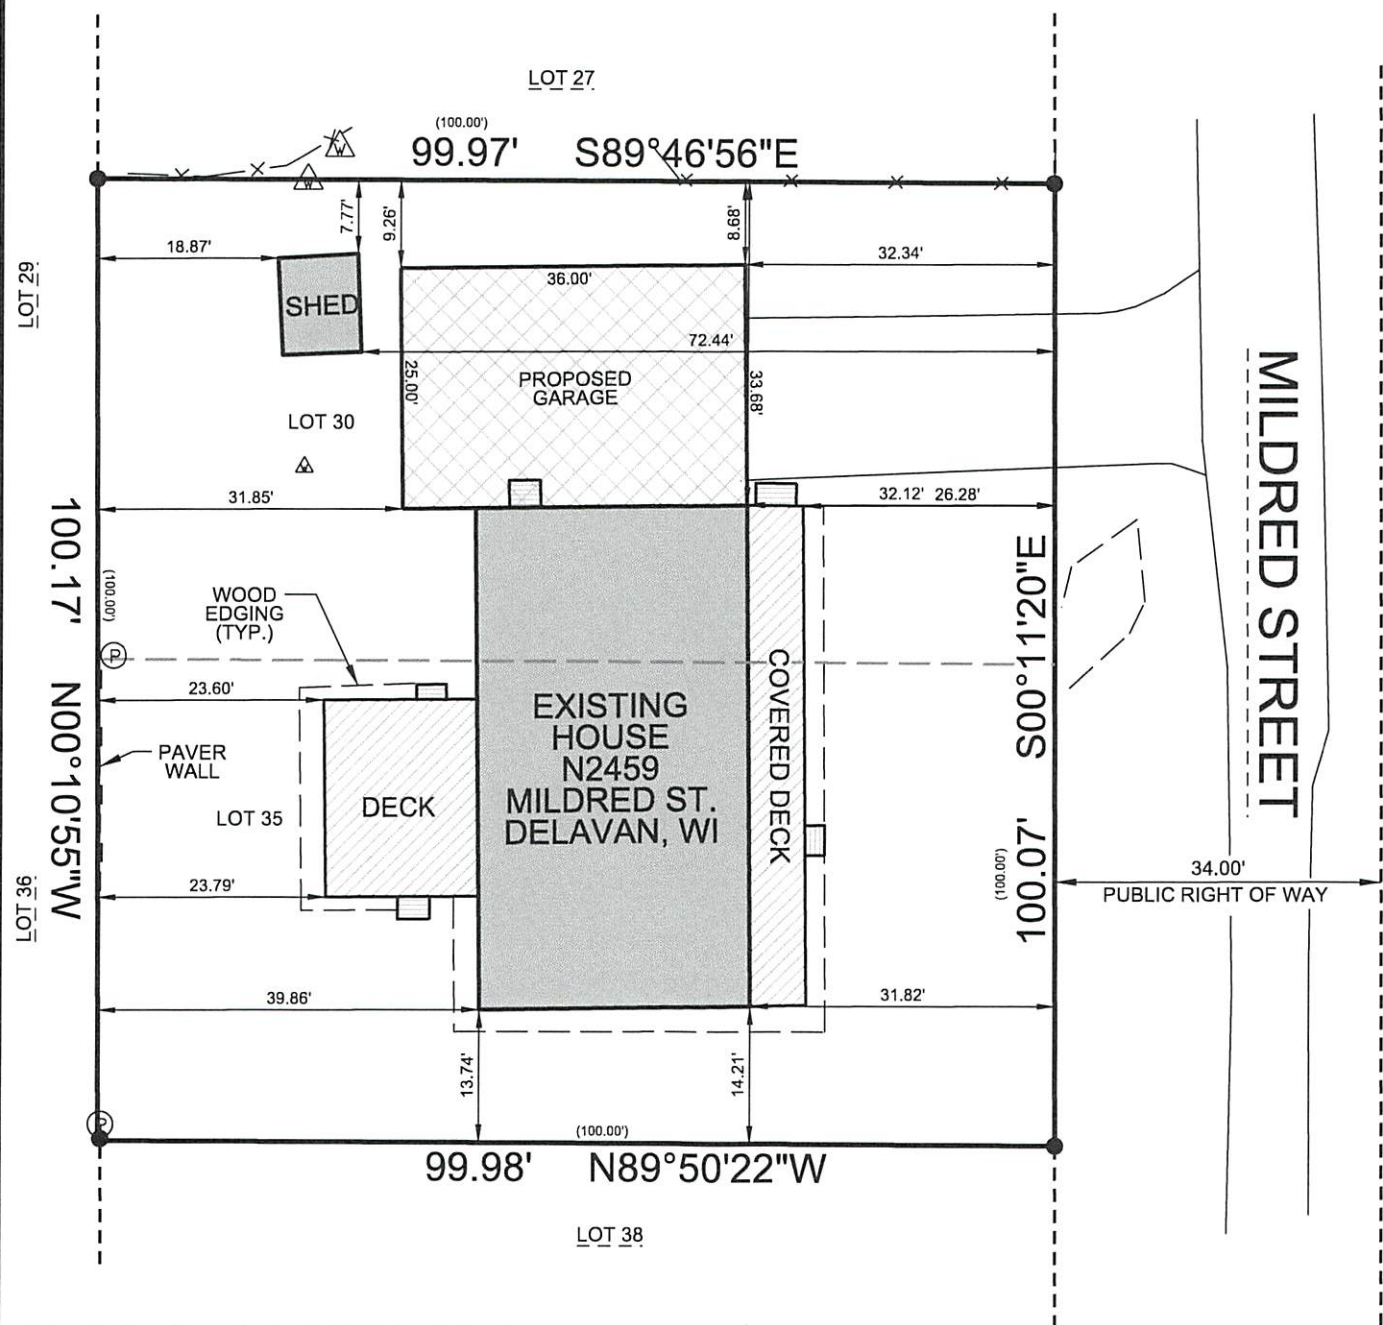 LOT 27
(100.00')
99.97' S89°46'56"E
7.77'
9.26'
8.68'
18.87'
32.34'
LOT 29
SHED
36.00'
72.44'
25.00'
PROPOSED
GARAGE
33.68'
LOT 30
W
W
W
31.85'
32.12' 26.28'
MILDRED STREET
100.17' N00°10'55"W
(100.00')
WOOD
EDGING
(TYP.)
P
23.60'
PAVER
WALL
LOT 35
DECK
EXISTING
HOUSE
N2459
MILDRED ST.
DELAVAN, WI
COVERED DECK
S00°11'20"E
100.07'
(100.00')
34.00'
PUBLIC RIGHT OF WAY
23.79'
LOT 36
39.86'
31.82'
13.74'
14.21'
P
(100.00')
99.98' N89°50'22"W
LOT 38